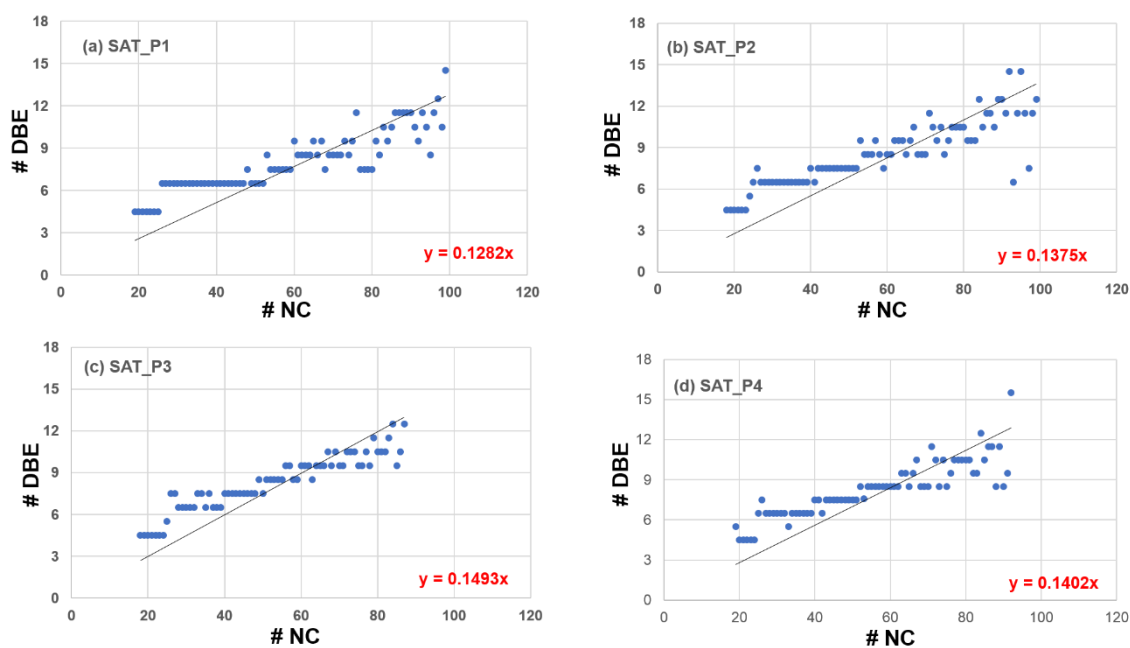 (a) SAT_P1
# DBE
18
15
12
9
6
3
0
0 20 40 60 80 100 120
# NC
y = 0.1282x
(b) SAT_P2
# DBE
18
15
12
9
6
3
0
0 20 40 60 80 100 120
# NC
y = 0.1375x
(c) SAT_P3
# DBE
18
15
12
9
6
3
0
0 20 40 60 80 100 120
# NC
y = 0.1493x
(d) SAT_P4
# DBE
18
15
12
9
6
3
0
0 20 40 60 80 100 120
# NC
y = 0.1402x